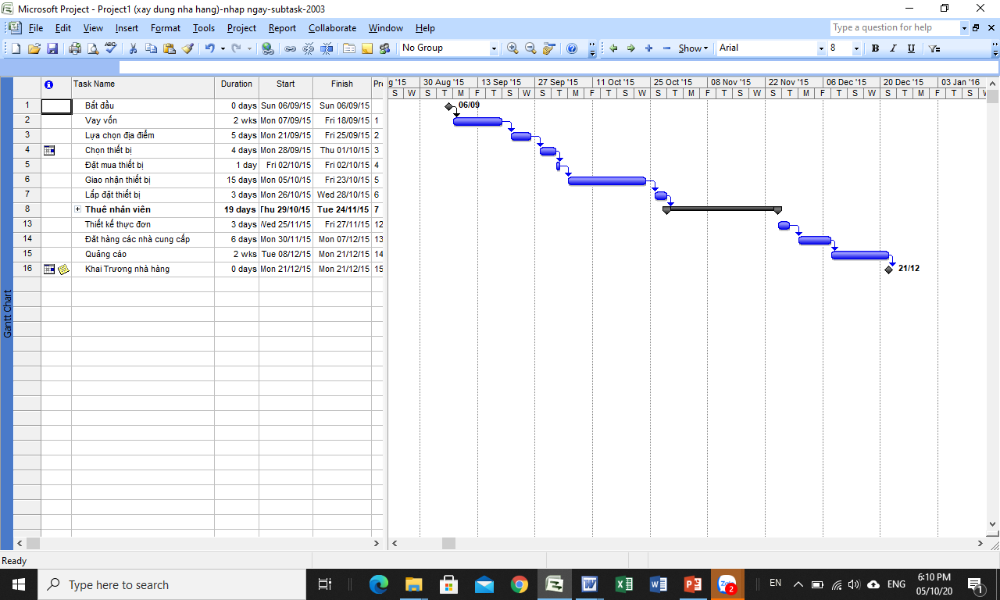 Microsoft Project - Project1 (xay dung nha hang)-nhap ngay-subtask-2003
File Edit View Insert Format Tools Project Report Collaborate Window Help Type a question for help
No Group Show Arial 8 B I U
Task Name Duration Start Finish Pre
g '15 30 Aug '15 13 Sep '15 27 Sep '15 11 Oct '15 25 Oct '15 08 Nov '15 22 Nov '15 06 Dec '15 20 Dec '15 03 Jan '16
S W S T M F T S W S T M F T S W S T M F T S W
1 Bắt đầu 0 days Sun 06/09/15 Sun 06/09/15
06/09
2 Vay vốn 2 wks Mon 07/09/15 Fri 18/09/15 1
3 Lựa chọn địa điểm 5 days Mon 21/09/15 Fri 25/09/15 2
4 Chọn thiết bị 4 days Mon 28/09/15 Thu 01/10/15 3
5 Đặt mua thiết bị 1 day Fri 02/10/15 Fri 02/10/15 4
6 Giao nhận thiết bị 15 days Mon 05/10/15 Fri 23/10/15 5
7 Lắp đặt thiết bị 3 days Mon 26/10/15 Wed 28/10/15 6
8 Thuê nhân viên 19 days Thu 29/10/15 Tue 24/11/15 7
13 Thiết kế thực đơn 3 days Wed 25/11/15 Fri 27/11/15 12
14 Đăt hàng các nhà cung cấp 6 days Mon 30/11/15 Mon 07/12/15 13
15 Quảng cáo 2 wks Tue 08/12/15 Mon 21/12/15 14
16 Khai Trương nhà hàng 0 days Mon 21/12/15 Mon 21/12/15 15
21/12
Gantt Chart
Ready
Type here to search
EN ENG 6:10 PM
05/10/20